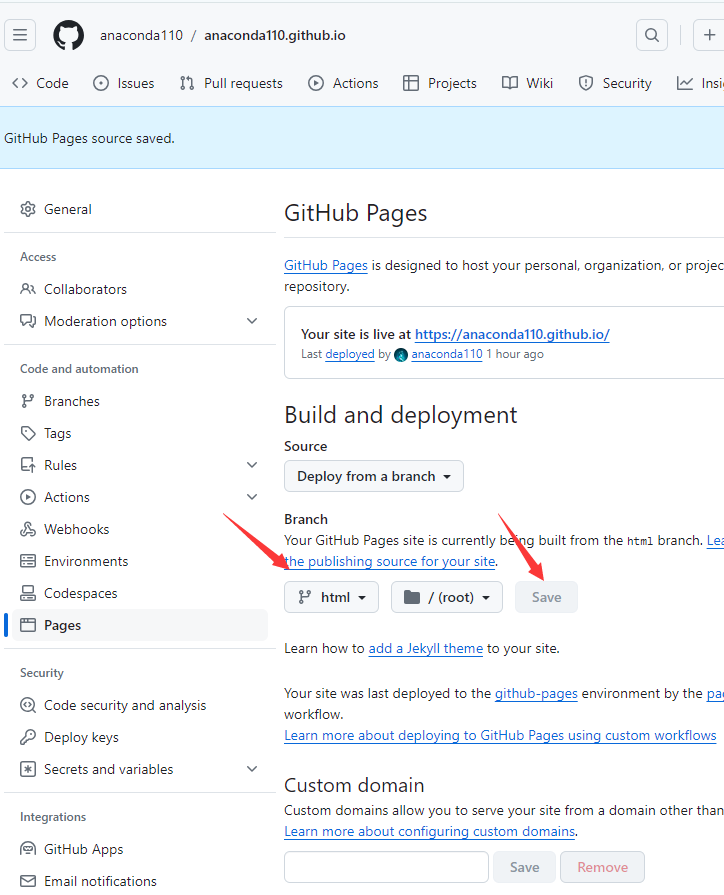 anaconda110 / anaconda110.github.io
Code Issues Pull requests Actions Projects Wiki Security
GitHub Pages source saved.
General
Access
Collaborators
Moderation options
Code and automation
Branches
Tags
Rules
Actions
Webhooks
Environments
Codespaces
Pages
Security
Code security and analysis
Deploy keys
Secrets and variables
Integrations
GitHub Apps
Email notifications
GitHub Pages
GitHub Pages is designed to host your personal, organization, or projec
repository.
Your site is live at https://anaconda110.github.io/
Last deployed by anaconda110 1 hour ago
Build and deployment
Source
Deploy from a branch
Branch
Your GitHub Pages site is currently being built from the html branch. Lea
the publishing source for your site.
html / (root) Save
Learn how to add a Jekyll theme to your site.
Your site was last deployed to the github-pages environment by the pa
workflow.
Learn more about deploying to GitHub Pages using custom workflows
Custom domain
Custom domains allow you to serve your site from a domain other than
Learn more about configuring custom domains.
Save Remove